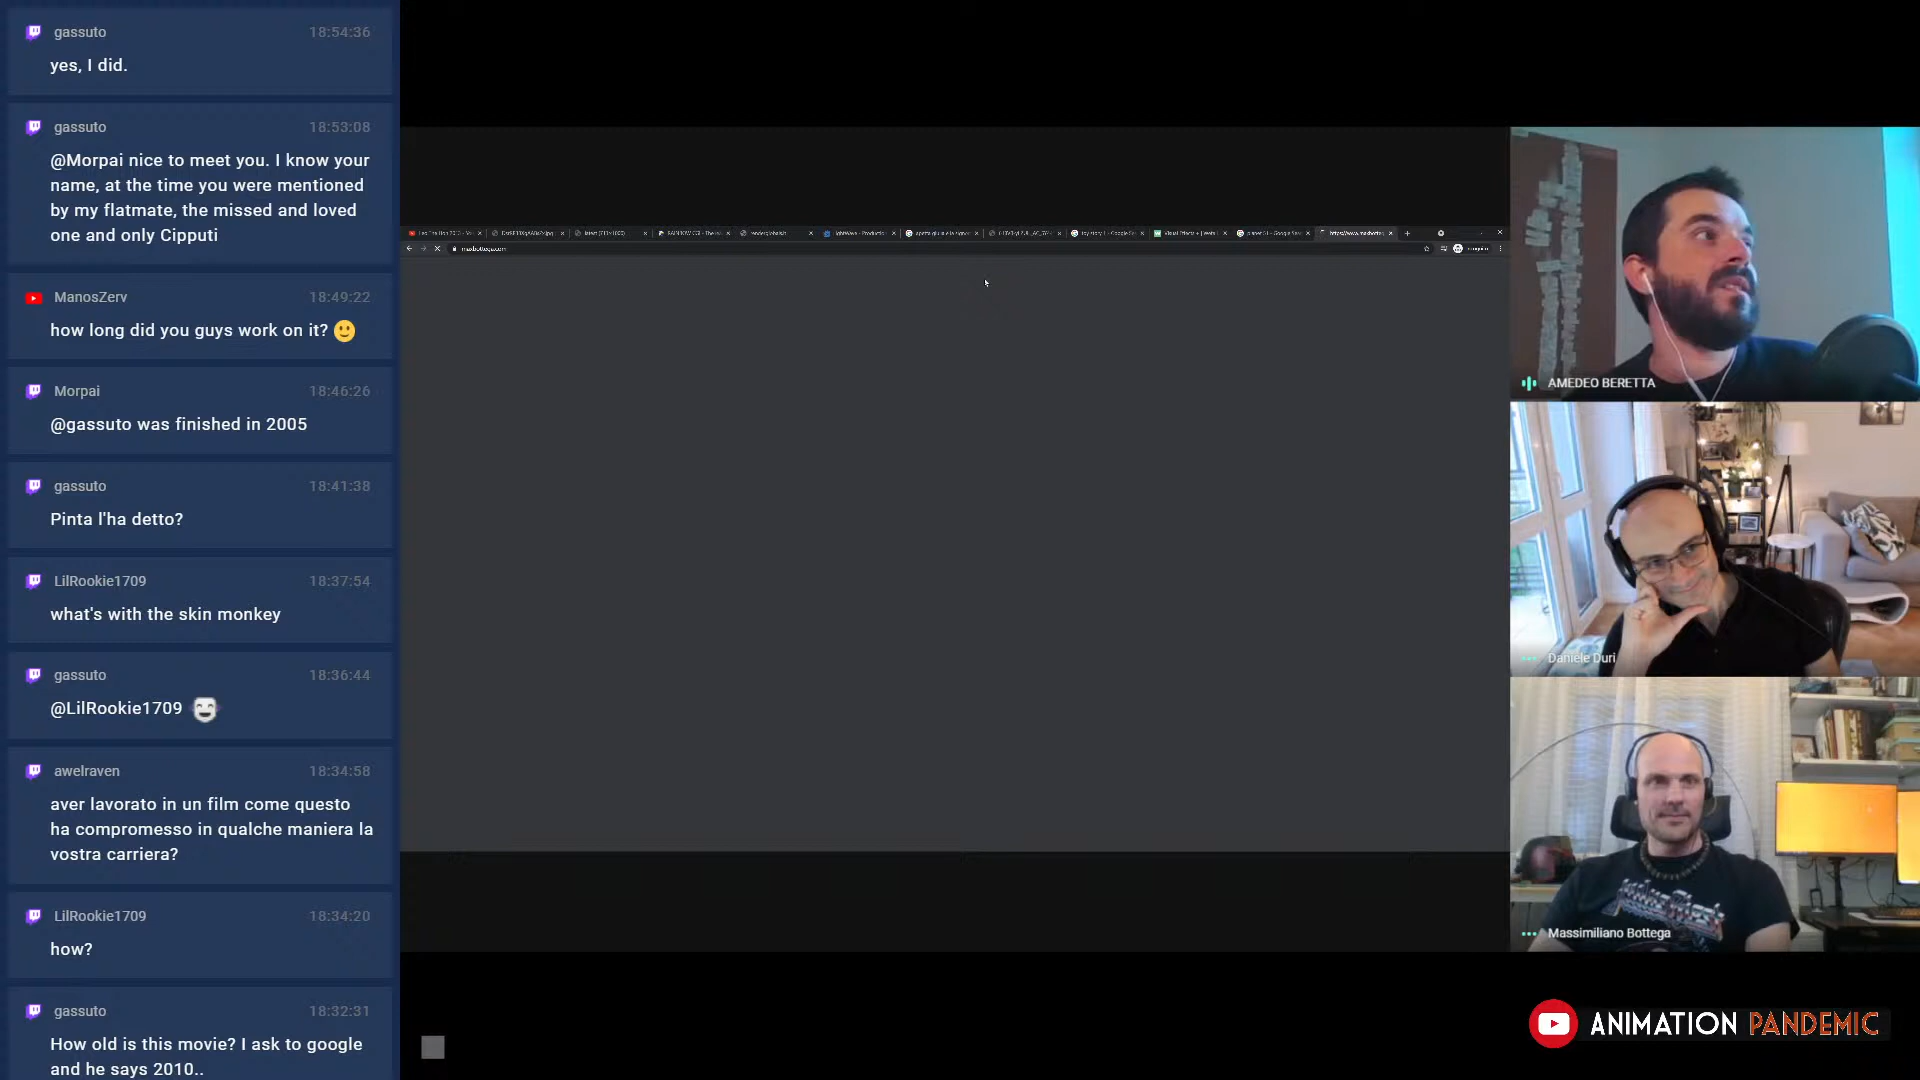 gassuto 18:54:36
yes, I did.
gassuto 18:53:08
@Morpai nice to meet you. I know your
name, at the time you were mentioned
by my flatmate, the missed and loved
one and only Cipputi
ManosZerv 18:49:22
how long did you guys work on it? 🙂
Morpai 18:46:26
@gassuto was finished in 2005
gassuto 18:41:38
Pinta l'ha detto?
LilRookie1709 18:37:54
what's with the skin monkey
gassuto 18:36:44
@LilRookie1709
awelraven 18:34:58
aver lavorato in un film come questo
ha compromesso in qualche maniera la
vostra carriera?
LilRookie1709 18:34:20
how?
gassuto 18:32:31
How old is this movie? I ask to google
and he says 2010..
maxbottega.com
AMEDEO BERETTA
Daniele Duri
Massimiliano Bottega
ANIMATION PANDEMIC